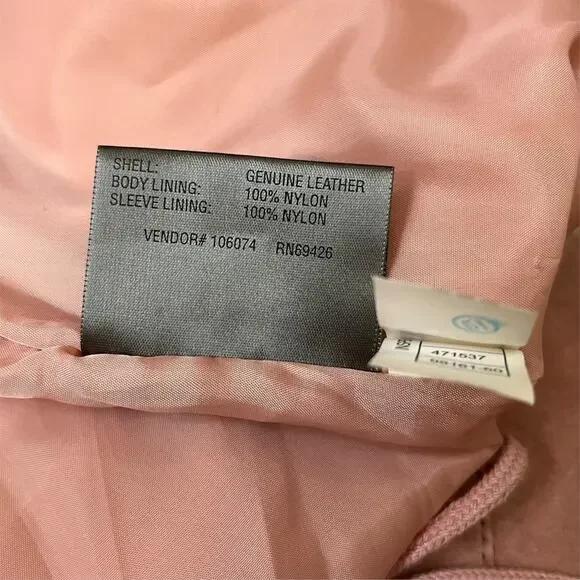 SHELL: GENUINE LEATHER
BODY LINING: 100% NYLON
SLEEVE LINING: 100% NYLON
VENDOR# 106074 RN69426
471537